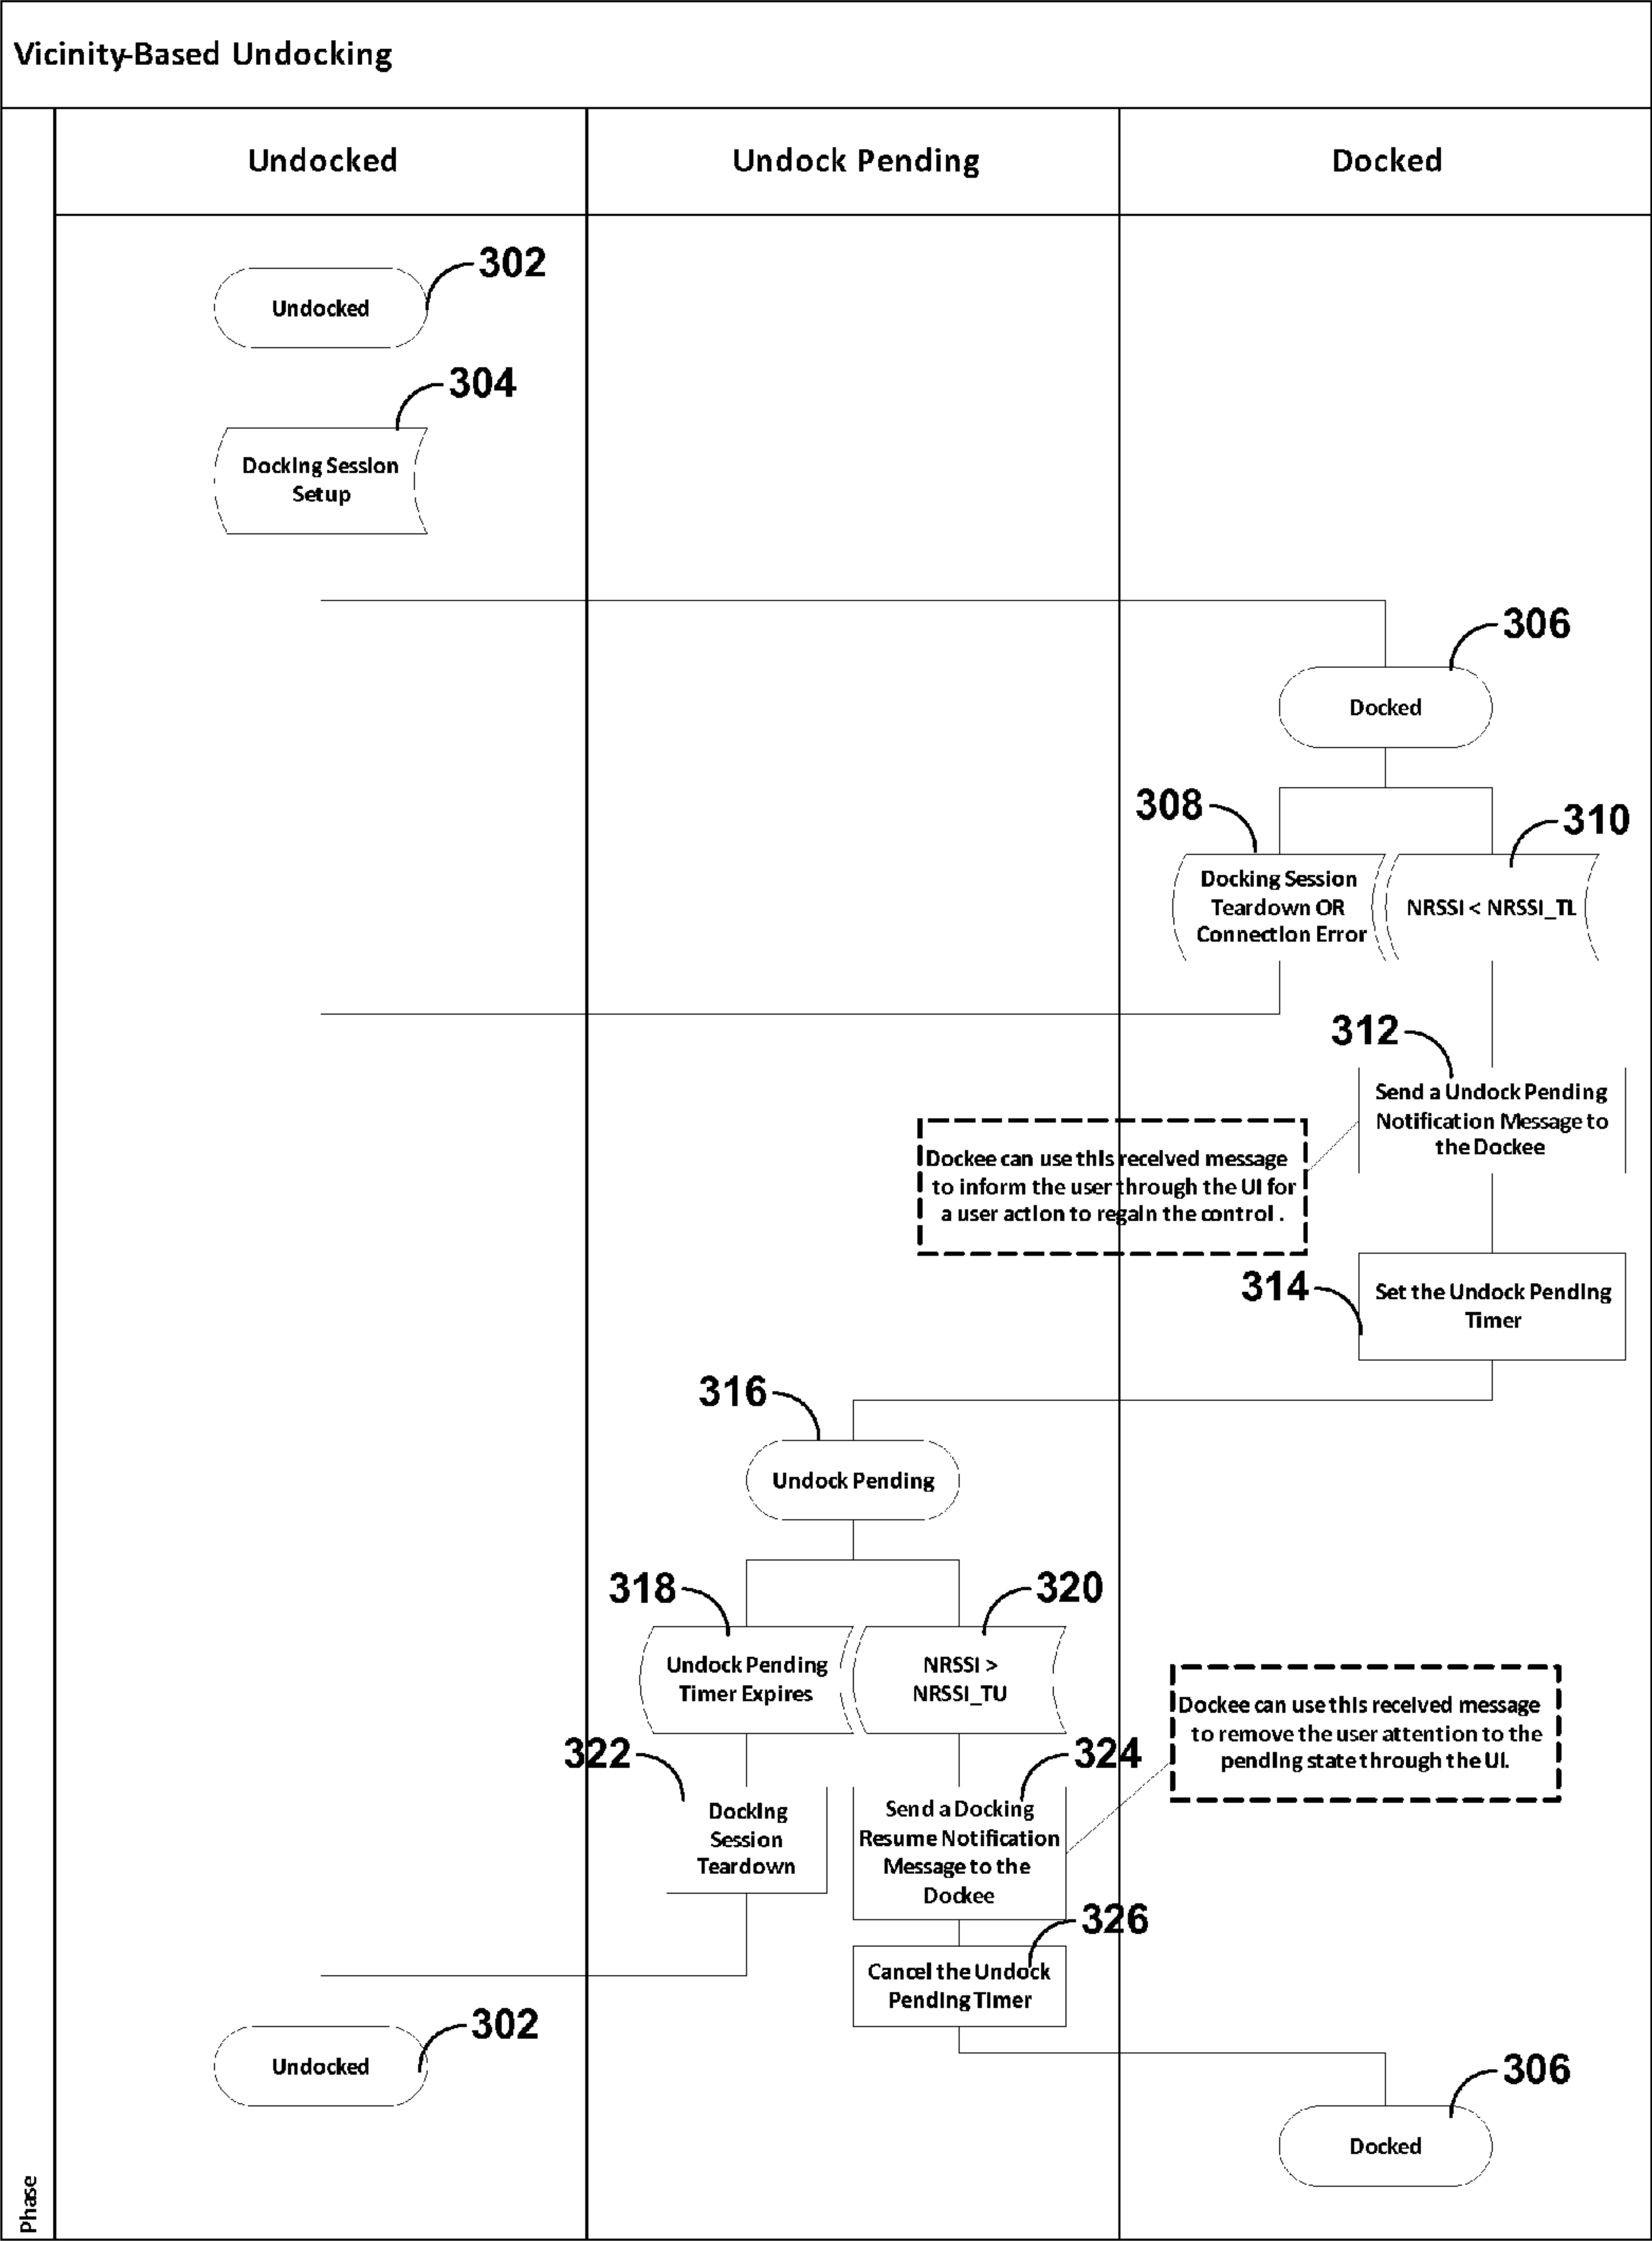 Vicinity-Based Undocking
Undocked
Undock Pending
Docked
302
Undocked
304
Docking Session
Setup
306
Docked
308
310
Docking Session
Teardown OR
Connection Error
NRSSI < NRSSI_TL
312
Send a Undock Pending
Notification Message to
the Dockee
Dockee can use this received message
to inform the user through the UI for
a user action to regain the control .
314
Set the Undock Pending
Timer
316
Undock Pending
318
320
Undock Pending
Timer Expires
NRSSI >
NRSSI_TU
Dockee can use this received message
to remove the user attention to the
pending state through the UI.
322
324
Docking
Session
Teardown
Send a Docking
Resume Notification
Message to the
Dockee
326
Cancel the Undock
Pending Timer
302
Undocked
306
Docked
Phase